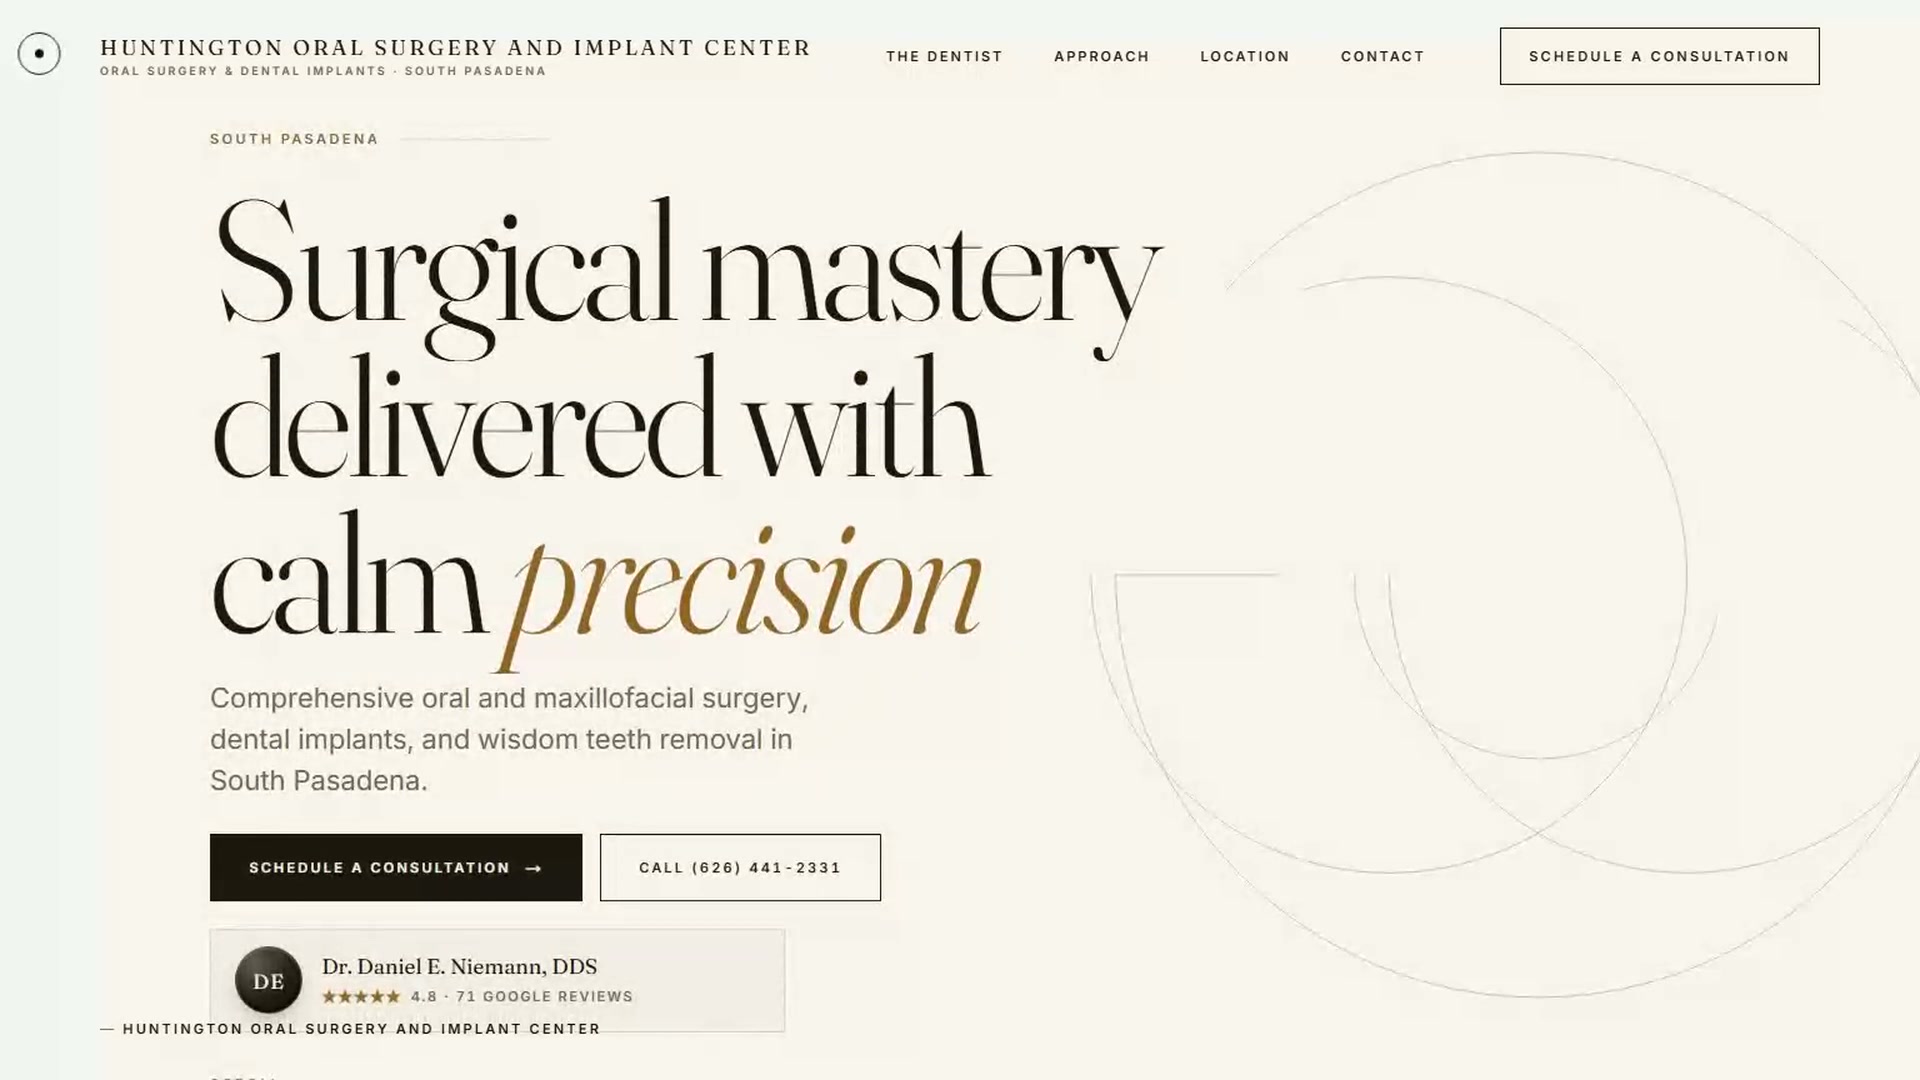 HUNTINGTON ORAL SURGERY AND IMPLANT CENTER
ORAL SURGERY & DENTAL IMPLANTS · SOUTH PASADENA
THE DENTIST
APPROACH
LOCATION
CONTACT
SCHEDULE A CONSULTATION
SOUTH PASADENA
Surgical mastery
delivered with
calm precision
Comprehensive oral and maxillofacial surgery,
dental implants, and wisdom teeth removal in
South Pasadena.
SCHEDULE A CONSULTATION →
CALL (626) 441-2331
DE
Dr. Daniel E. Niemann, DDS
★★★★★ 4.8 · 71 GOOGLE REVIEWS
— HUNTINGTON ORAL SURGERY AND IMPLANT CENTER